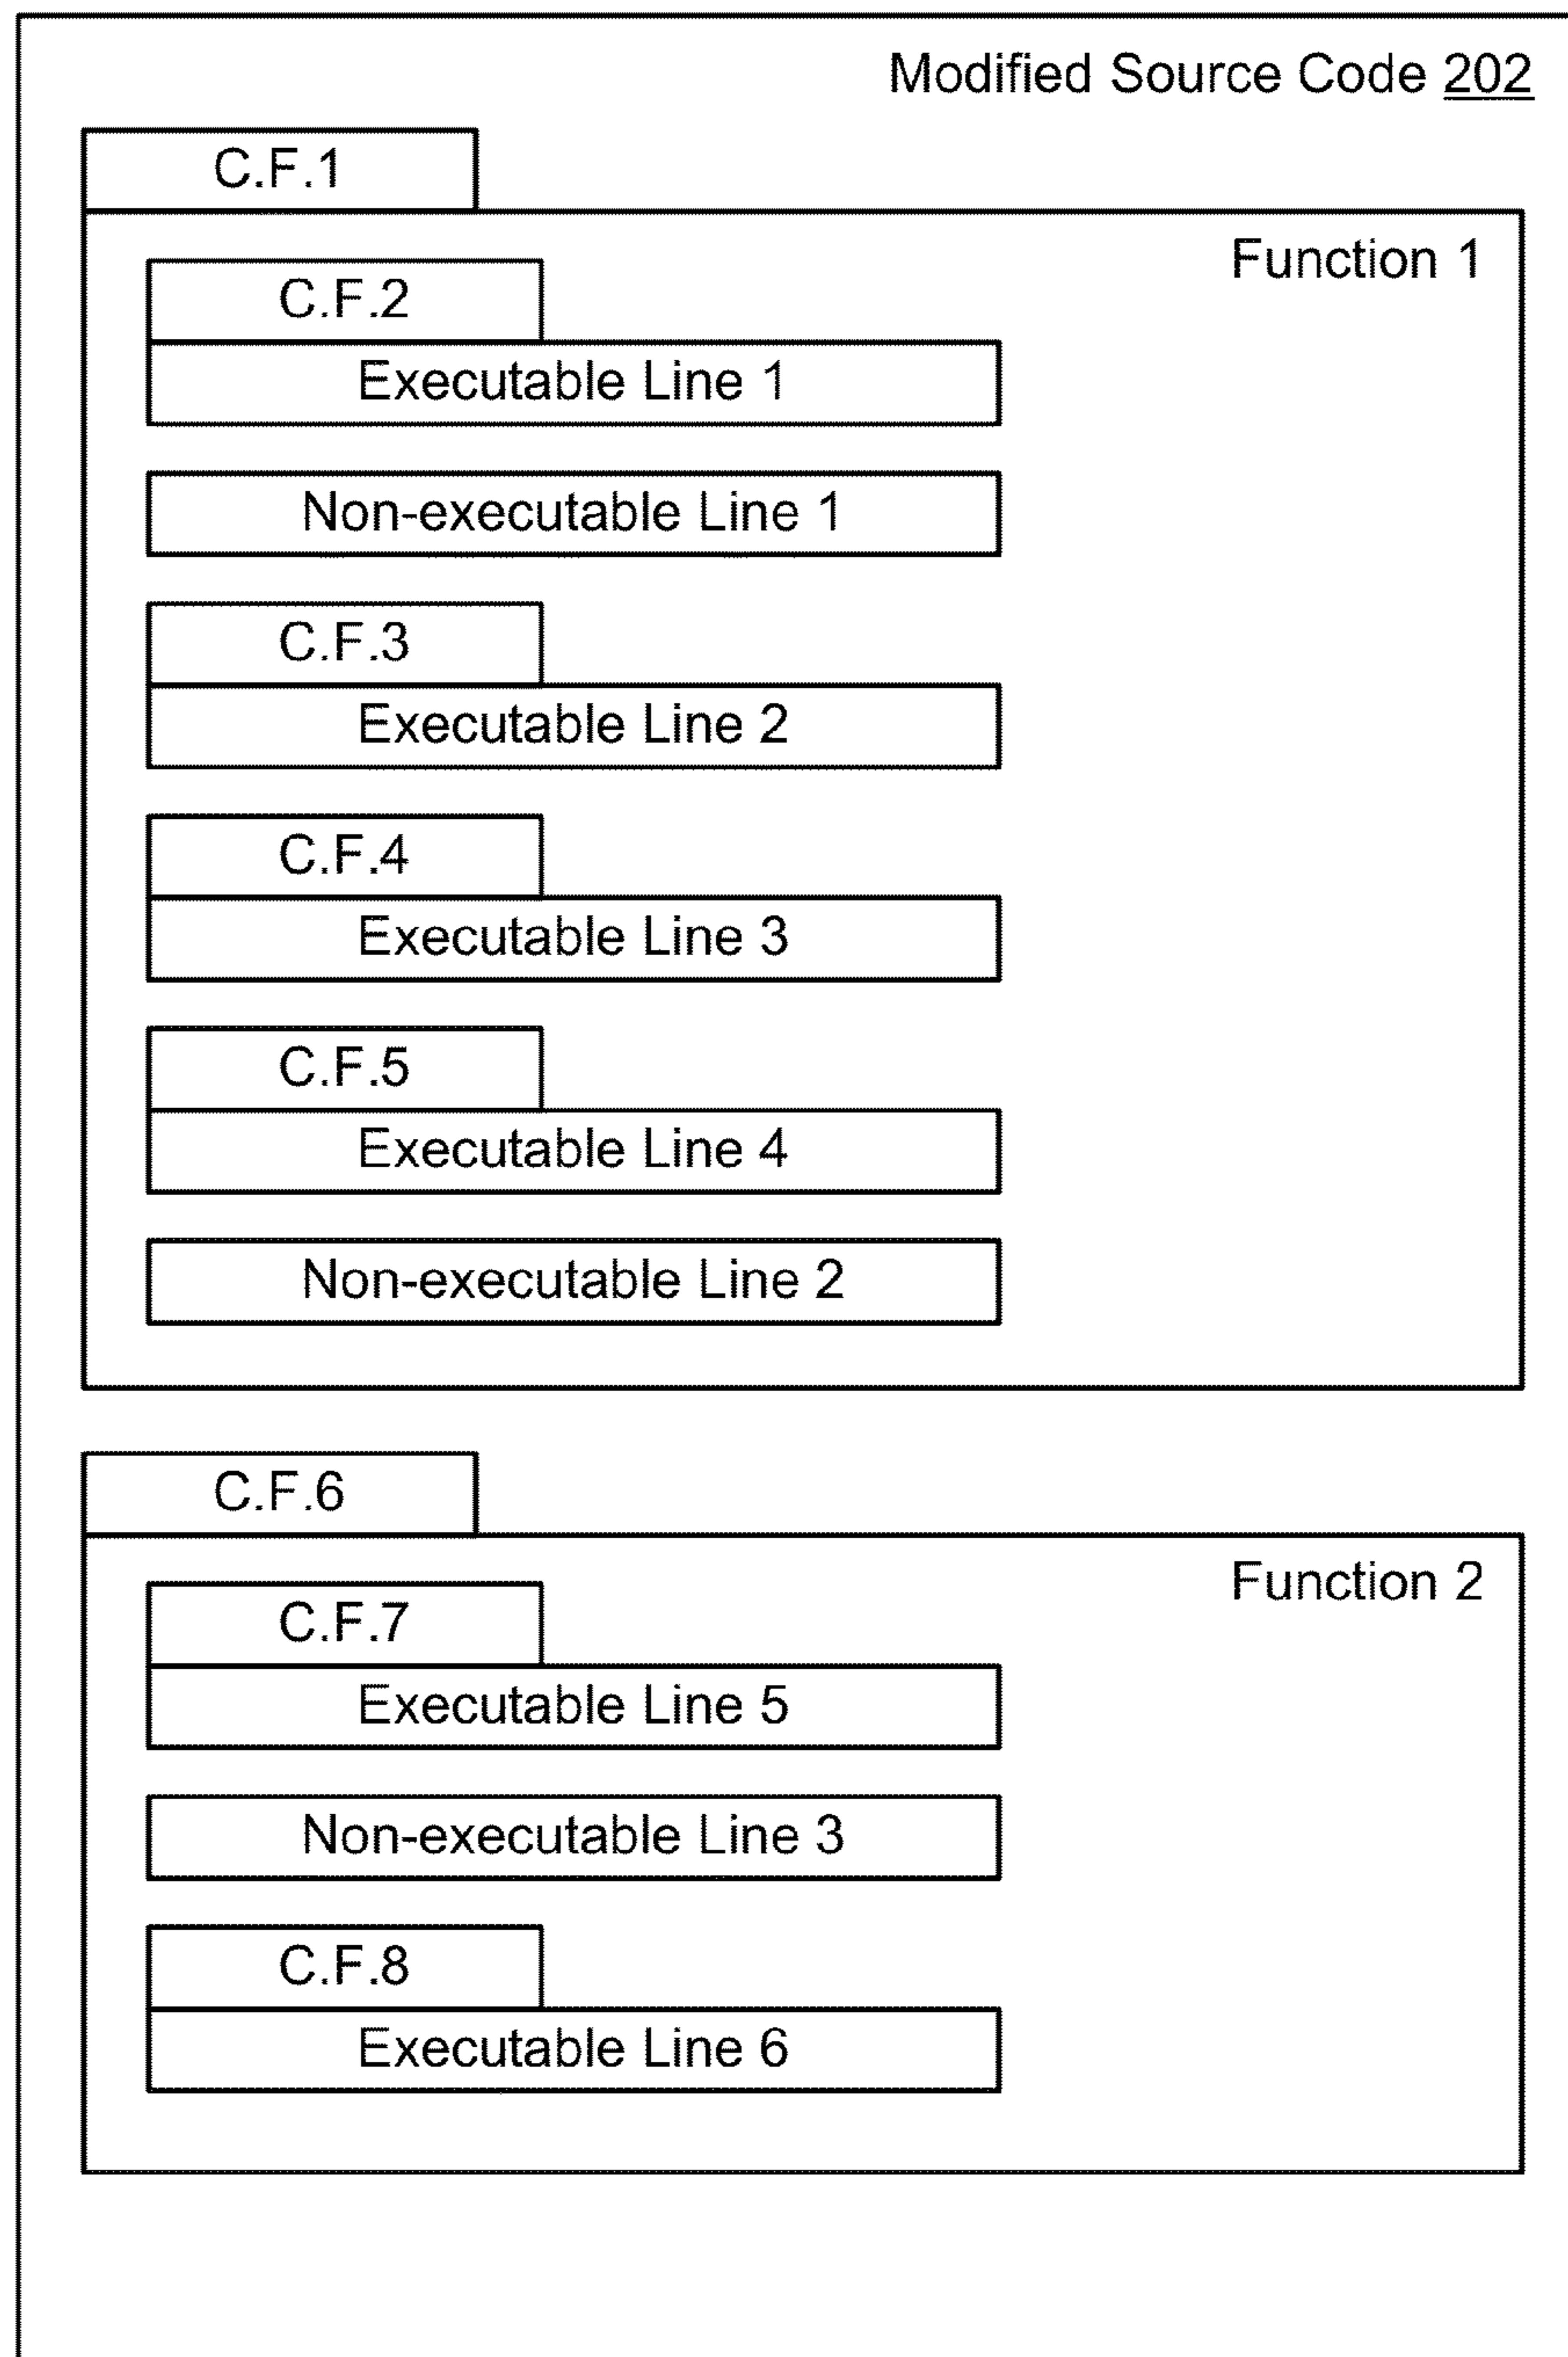 Modified Source Code 202
C.F.1
Function 1
C.F.2
Executable Line 1
Non-executable Line 1
C.F.3
Executable Line 2
C.F.4
Executable Line 3
C.F.5
Executable Line 4
Non-executable Line 2
C.F.6
Function 2
C.F.7
Executable Line 5
Non-executable Line 3
C.F.8
Executable Line 6